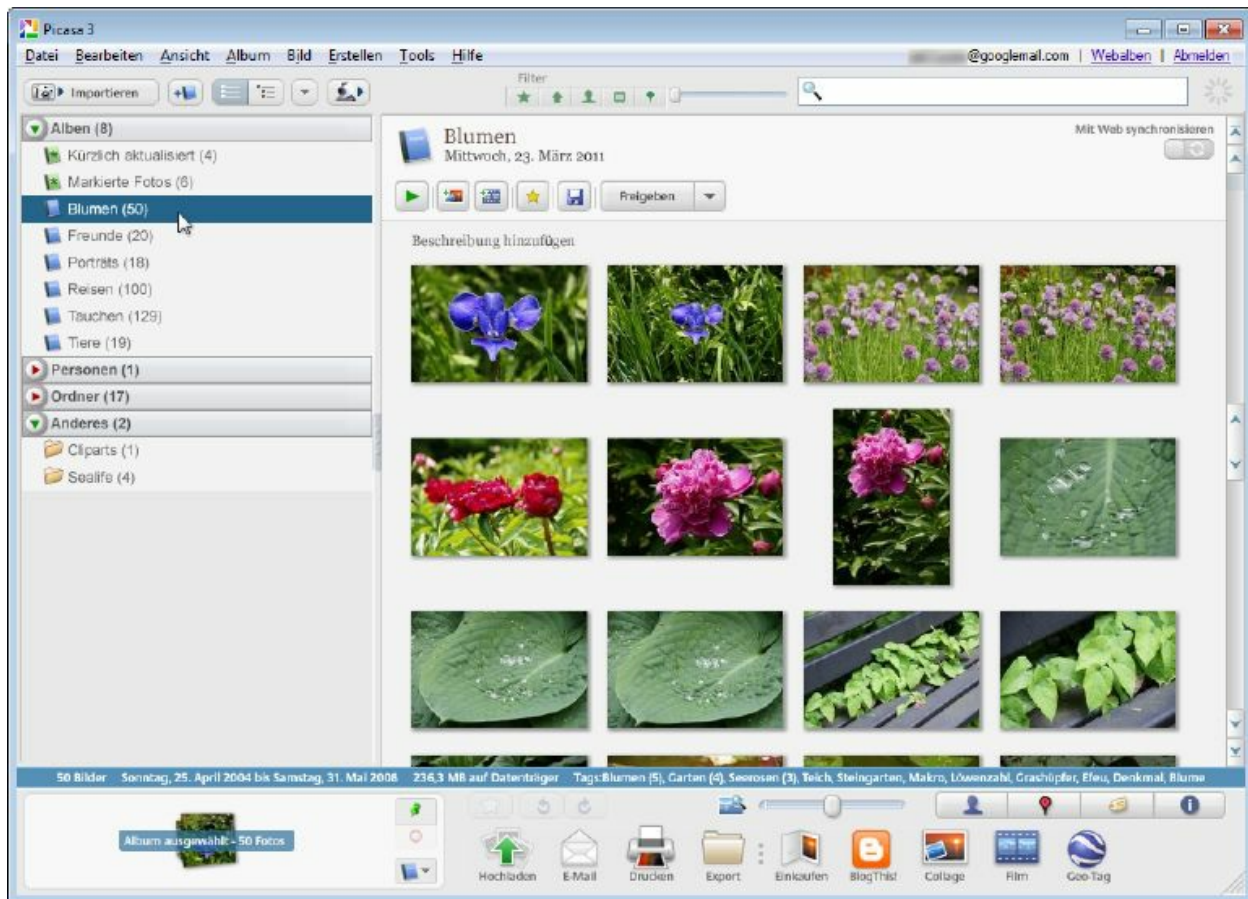 Picasa 3
Datei Bearbeiten Ansicht Album Bild Erstellen Tools Hilfe
@googlemail.com | Webalben | Abmelden
Importieren
Filter
Alben (8)
Kürzlich aktualisiert (4)
Markierte Fotos (6)
Blumen (50)
Freunde (20)
Porträts (18)
Reisen (100)
Tauchen (129)
Tiere (19)
Personen (1)
Ordner (17)
Anderes (2)
Cliparts (1)
Sealife (4)
Blumen
Mittwoch, 23. März 2011
Mit Web synchronisieren
Freigeben
Beschreibung hinzufügen
50 Bilder Sonntag, 25. April 2004 bis Samstag, 31. Mai 2008 236,3 MB auf Datenträger Tags:Blumen (5), Garten (4), Seerosen (3), Teich, Steingarten, Makro, Löwenzahl, Grashüpfer, Efeu, Denkmal, Blume
Album ausgewählt - 50 Fotos
Hochladen E-Mail Drucken Export Einkaufen BlogThis! Collage Film Geo-Tag